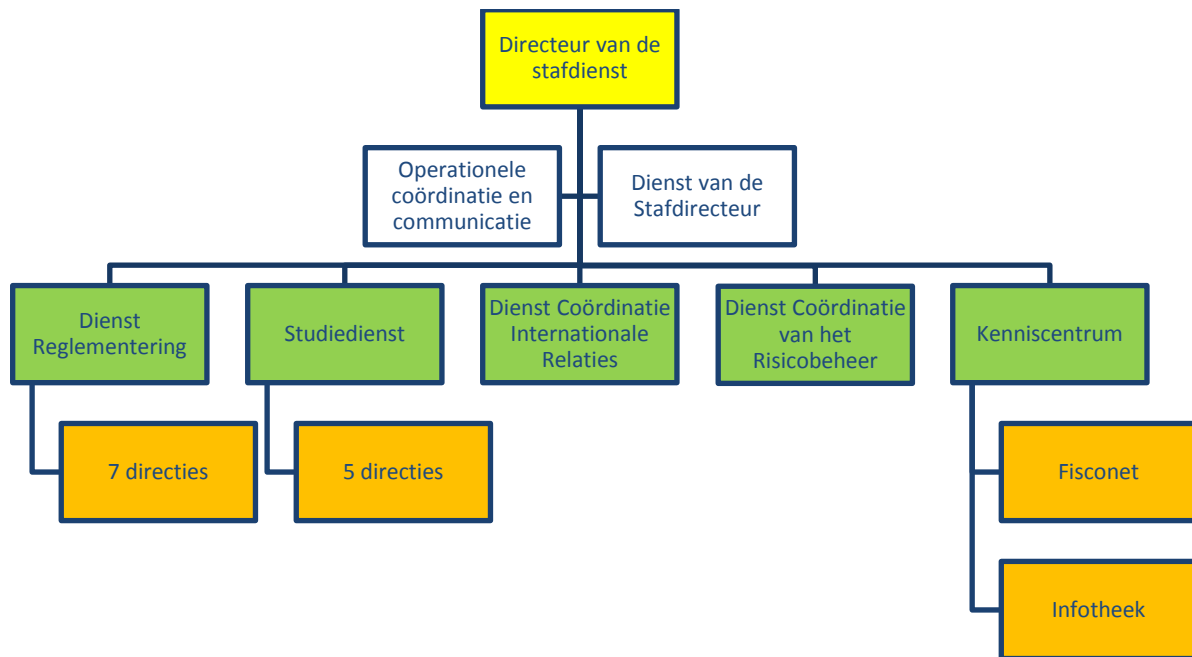 Directeur van de
stafdienst
Operationele
coördinatie en
communicatie
Dienst van de
Stafdirecteur
Dienst
Reglementering
Studiedienst
Dienst Coördinatie
Internationale
Relaties
Dienst Coördinatie
van het
Risicobeheer
Kenniscentrum
7 directies
5 directies
Fisconet
Infotheek